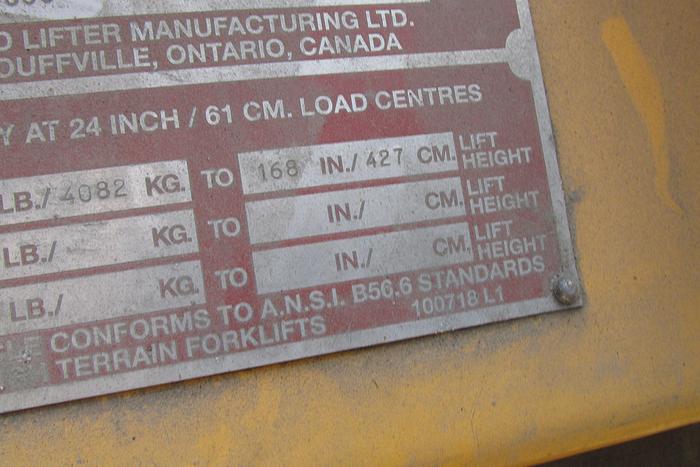 D LIFTER MANUFACTURING LTD.
OUFFVILLE, ONTARIO, CANADA
Y AT 24 INCH / 61 CM. LOAD CENTRES
LB./ 4082 KG. TO 168 IN./ 427 CM. LIFT HEIGHT
LB./ KG. TO IN./ CM. LIFT HEIGHT
LB./ KG. TO IN./ CM. LIFT HEIGHT
CONFORMS TO A.N.S.I. B56.6 STANDARDS
TERRAIN FORKLIFTS 100718 L1